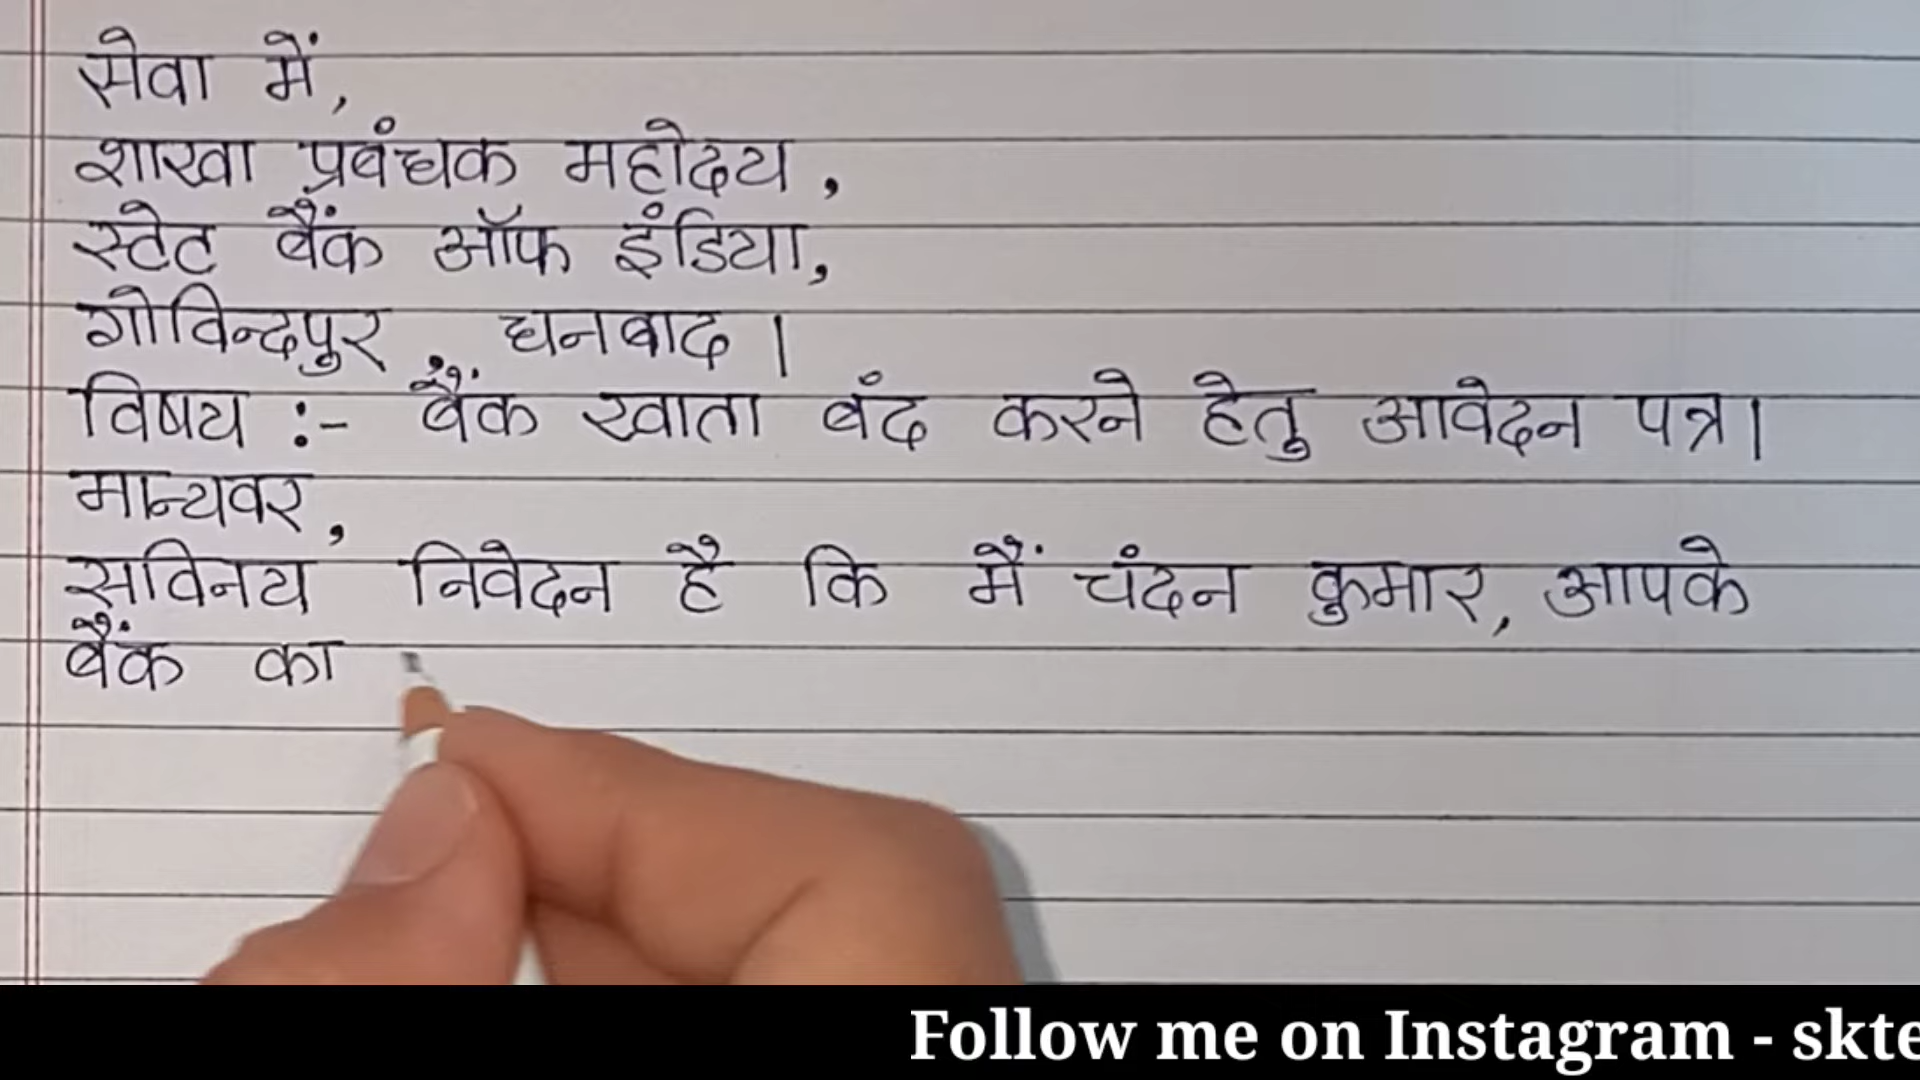 सेवा में,
शाखा प्रबंधक महोदय,
स्टेट बैंक ऑफ इंडिया,
गोविन्दपुर, धनबाद।
विषय :- बैंक खाता बंद करने हेतु आवेदन पत्र।
मान्यवर,
सविनय निवेदन है कि मैं चंदन कुमार, आपके
बैंक का
Follow me on Instagram - skte